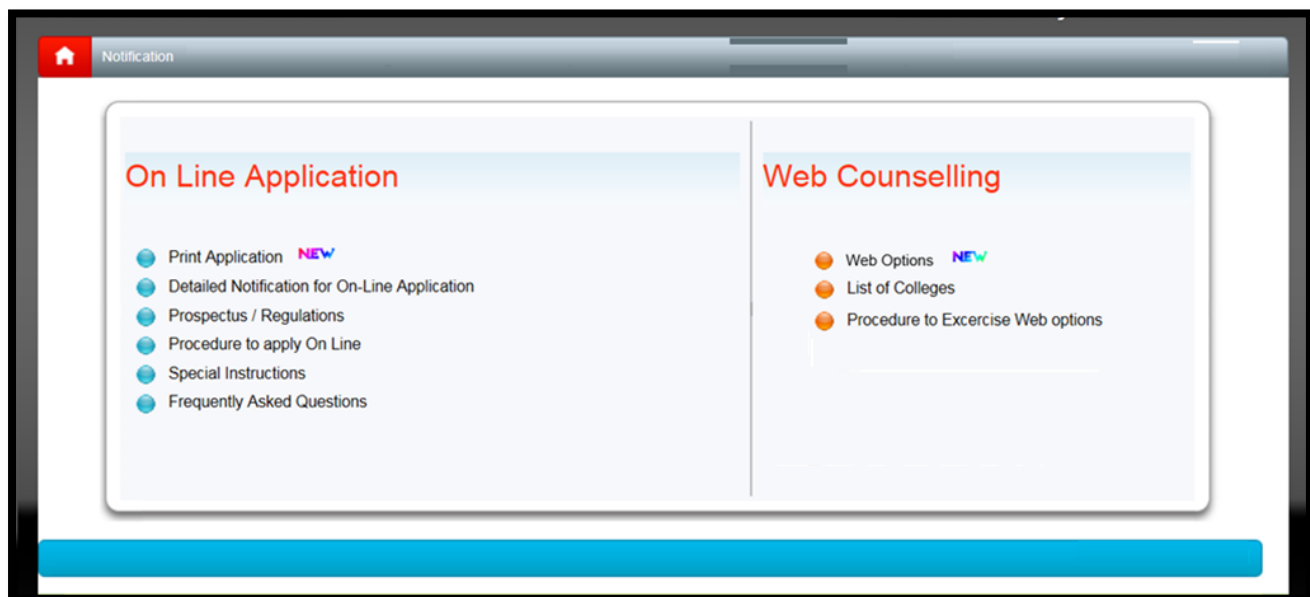 Notification
On Line Application
Print Application NEW
Detailed Notification for On-Line Application
Prospectus / Regulations
Procedure to apply On Line
Special Instructions
Frequently Asked Questions
Web Counselling
Web Options NEW
List of Colleges
Procedure to Excercise Web options